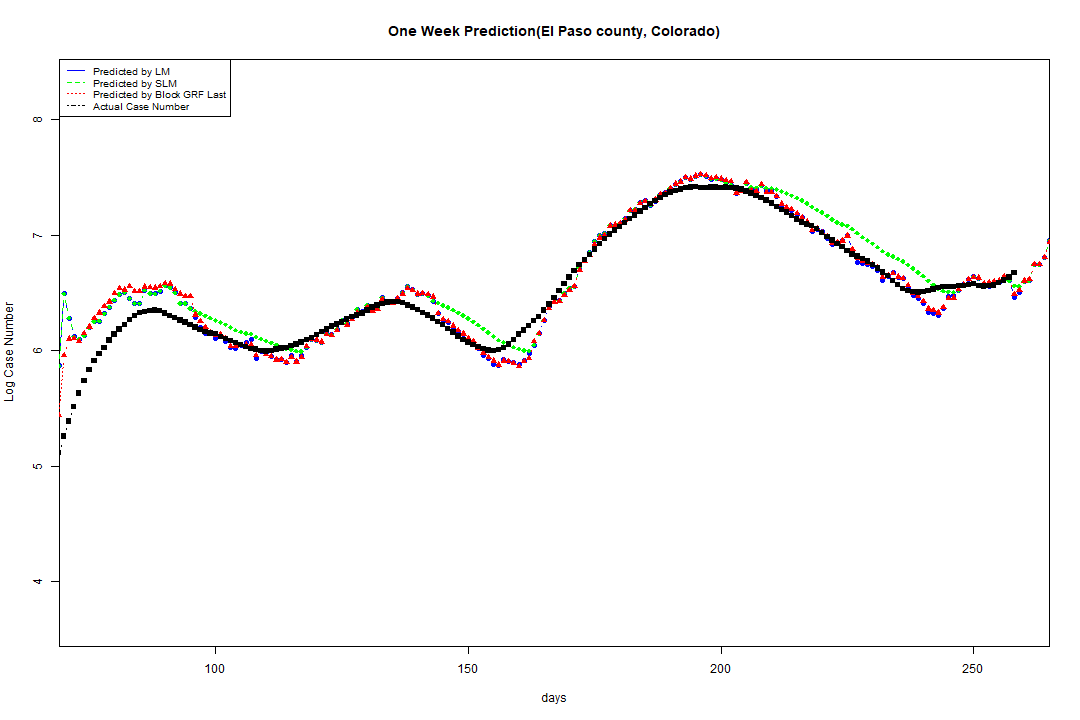 One Week Prediction(El Paso county, Colorado)
Predicted by LM
Predicted by SLM
Predicted by Block GRF Last
Actual Case Number
8
7
6
5
4
Log Case Number
100
150
200
250
days